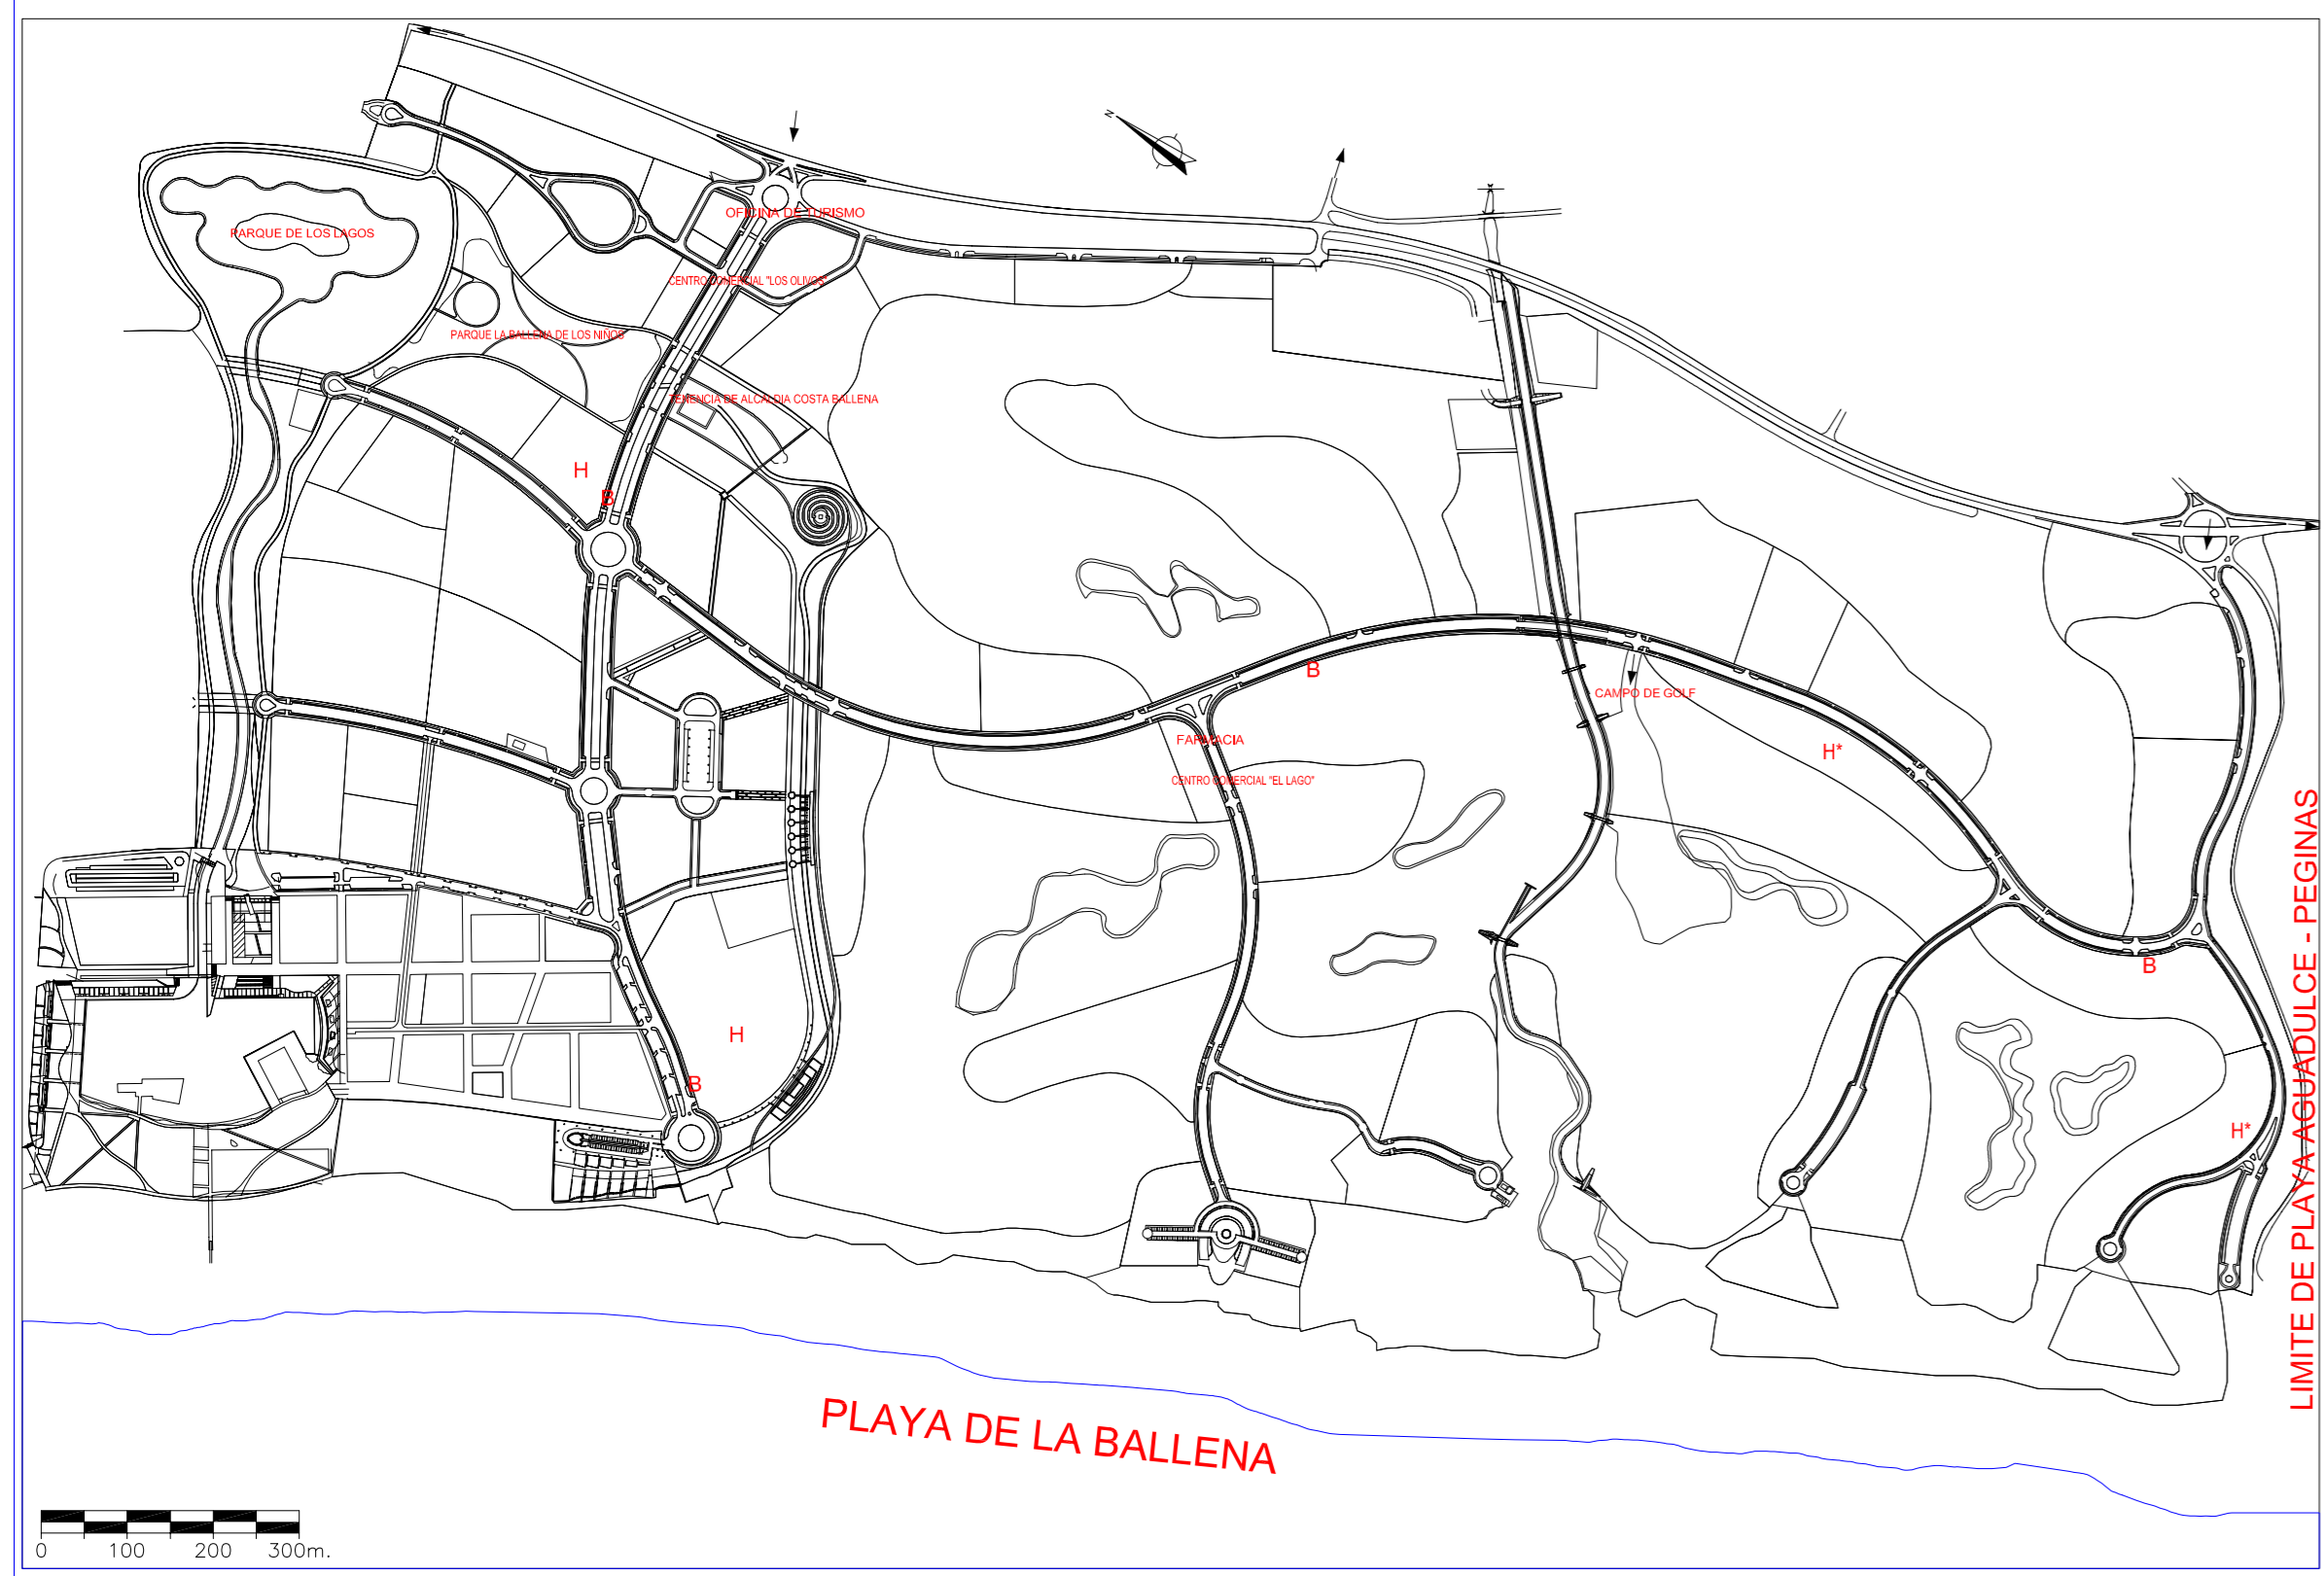 N
OFICINA DE TURISMO
PARQUE DE LOS LAGOS
CENTRO COMERCIAL "LOS OLIVOS"
PARQUE LA BALLENA DE LOS NIÑOS
TENENCIA DE ALCALDIA COSTA BALLENA
H
B
B
CAMPO DE GOLF
FARMACIA
H*
CENTRO COMERCIAL "EL LAGO"
B
H
B
H*
LIMITE DE PLAYA AGUADULCE - PEGINAS
PLAYA DE LA BALLENA
0 100 200 300m.